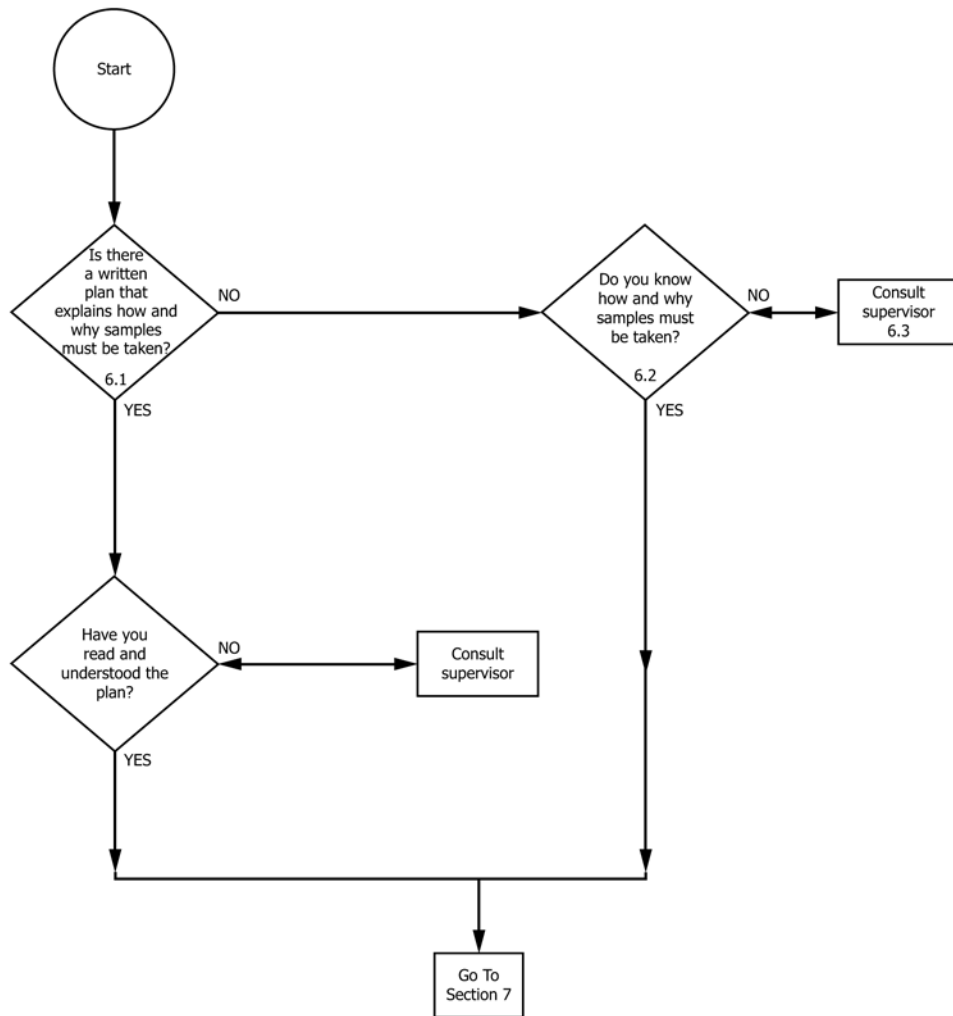 Start
Is there
a written
plan that
explains how and
why samples
must be taken?
6.1
NO
YES
Do you know
how and why
samples must
be taken?
6.2
NO
YES
Consult
supervisor
6.3
Have you
read and
understood the
plan?
NO
YES
Consult
supervisor
Go To
Section 7